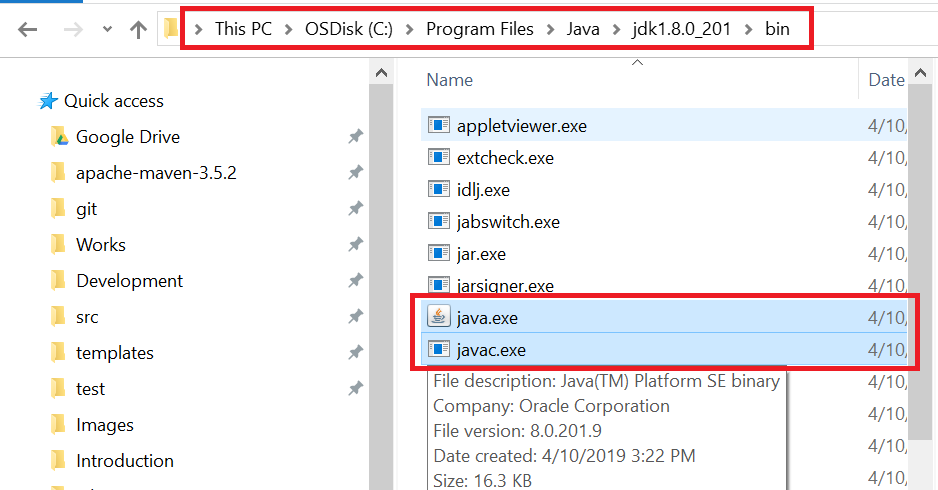 This PC > OSDisk (C:) > Program Files > Java > jdk1.8.0_201 > bin
Quick access
Google Drive
apache-maven-3.5.2
git
Works
Development
src
templates
test
Images
Introduction
Name Date
appletviewer.exe 4/10,
extcheck.exe 4/10,
idlj.exe 4/10,
jabswitch.exe 4/10,
jar.exe 4/10,
jarsigner.exe 4/10,
java.exe 4/10,
javac.exe 4/10,
File description: Java(TM) Platform SE binary 4/10,
Company: Oracle Corporation 4/10,
File version: 8.0.201.9 4/10,
Date created: 4/10/2019 3:22 PM
Size: 16.3 KB 4/10,